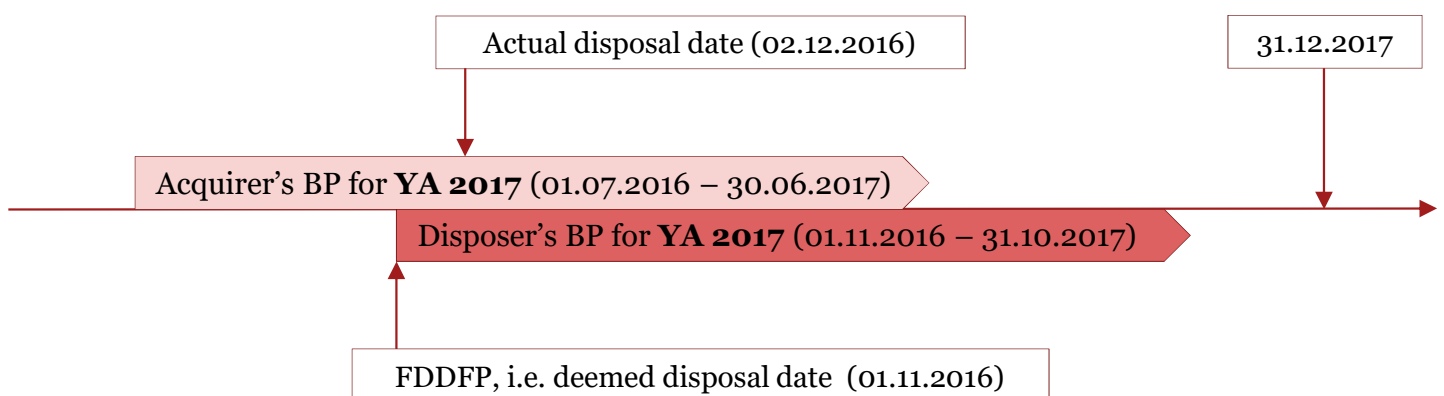 Actual disposal date (02.12.2016)
31.12.2017
Acquirer's BP for YA 2017 (01.07.2016 – 30.06.2017)
Disposer's BP for YA 2017 (01.11.2016 – 31.10.2017)
FDDFP, i.e. deemed disposal date (01.11.2016)